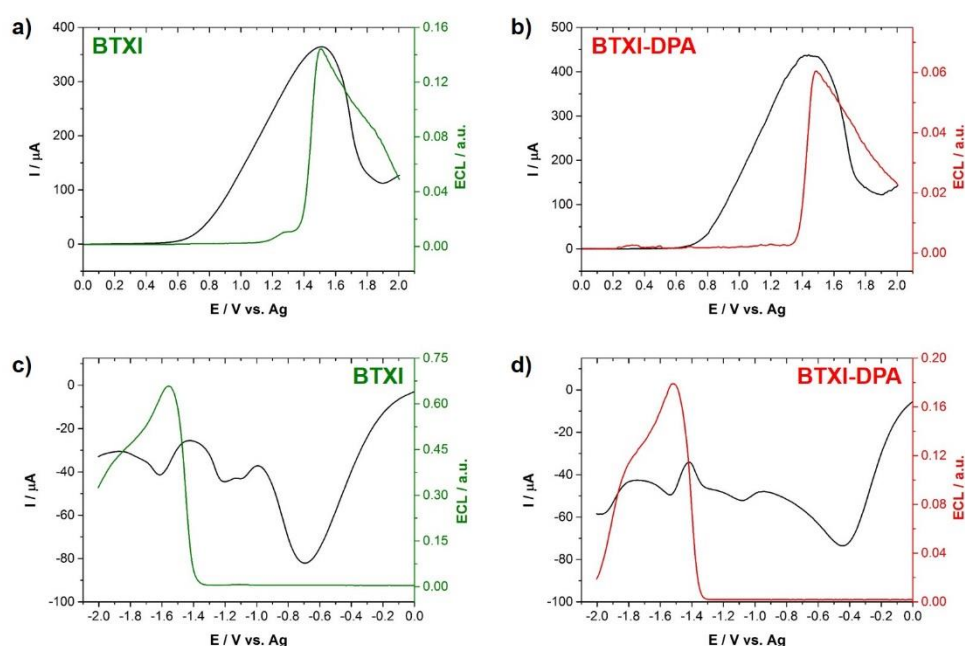 a)
BTXI
I / μA
400
300
200
100
0
0.0 0.2 0.4 0.6 0.8 1.0 1.2 1.4 1.6 1.8 2.0
E / V vs. Ag
0.16
0.12
0.08
0.04
0.00
ECL / a.u.
b)
BTXI-DPA
I / μA
500
400
300
200
100
0
0.0 0.2 0.4 0.6 0.8 1.0 1.2 1.4 1.6 1.8 2.0
E / V vs. Ag
0.06
0.04
0.02
0.00
ECL / a.u.
c)
BTXI
I / μA
0
-20
-40
-60
-80
-100
-2.0 -1.8 -1.6 -1.4 -1.2 -1.0 -0.8 -0.6 -0.4 -0.2 0.0
E / V vs. Ag
0.75
0.60
0.45
0.30
0.15
0.00
ECL / a.u.
d)
BTXI-DPA
I / μA
0
-20
-40
-60
-80
-100
-2.0 -1.8 -1.6 -1.4 -1.2 -1.0 -0.8 -0.6 -0.4 -0.2 0.0
E / V vs. Ag
0.20
0.16
0.12
0.08
0.04
0.00
ECL / a.u.